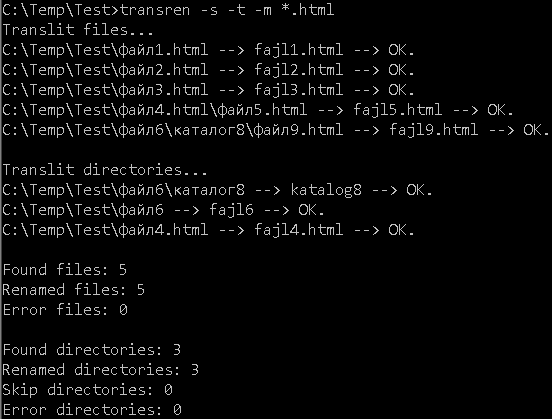 C:\Temp\Test>transren -s -t -m *.html
Translit files...
C:\Temp\Test\файл1.html --> fajl1.html --> OK.
C:\Temp\Test\файл2.html --> fajl2.html --> OK.
C:\Temp\Test\файл3.html --> fajl3.html --> OK.
C:\Temp\Test\файл4.html\файл5.html --> fajl5.html --> OK.
C:\Temp\Test\файл6\каталог8\файл9.html --> fajl9.html --> OK.
Translit directories...
C:\Temp\Test\файл6\каталог8 --> katalog8 --> OK.
C:\Temp\Test\файл6 --> fajl6 --> OK.
C:\Temp\Test\файл4.html --> fajl4.html --> OK.
Found files: 5
Renamed files: 5
Error files: 0
Found directories: 3
Renamed directories: 3
Skip directories: 0
Error directories: 0